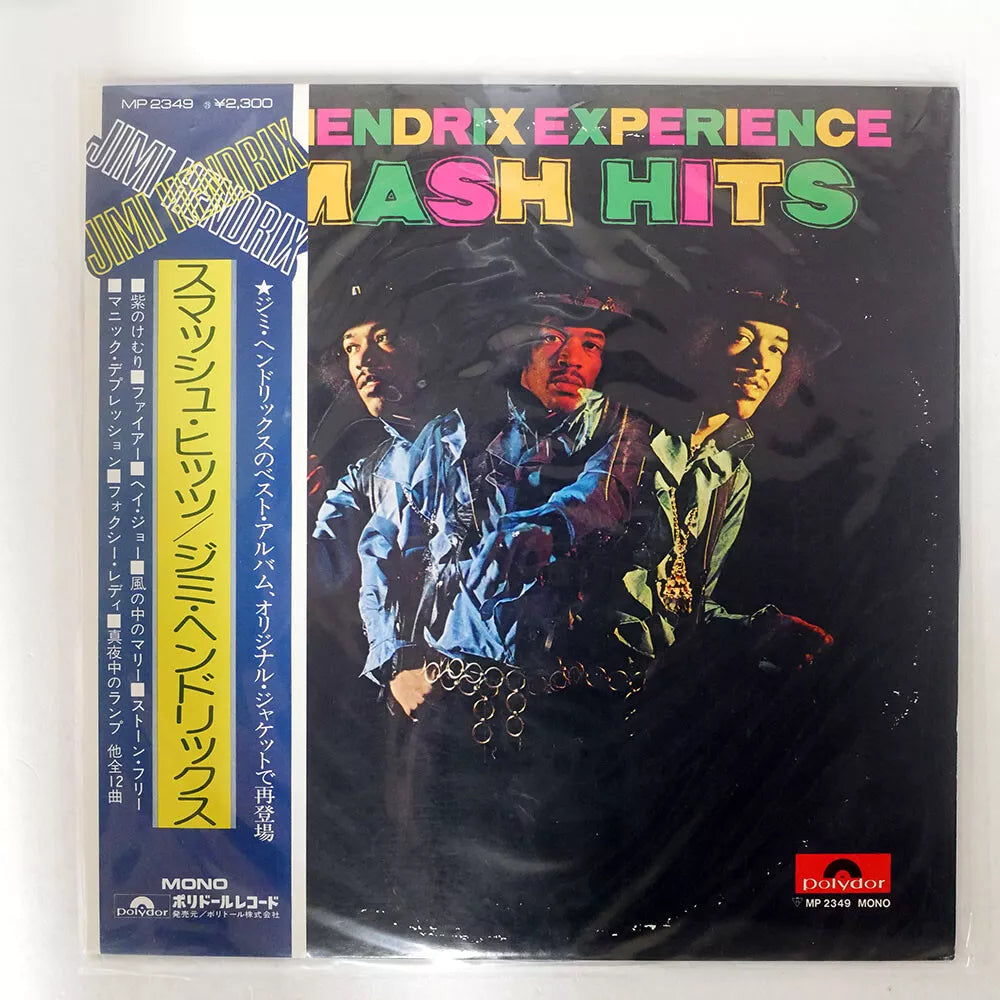 MP 2349 ㋞ ¥2,300
JIMI HENDRIX
JIMI HENDRIX
スマッシュ・ヒッツ/ジミ・ヘンドリックス
★ジミ・ヘンドリックスのベスト・アルバム、オリジナル・ジャケットで再登場
■紫のけむり■ファイアー■ヘイ・ジョー■風の中のマリー■ストーン・フリー
■マニック・デプレッション■フォクシー・レディ■真夜中のランプ 他全12曲
MONO
polydor ポリドールレコード
発売元/ポリドール株式会社
HENDRIX EXPERIENCE
MASH HITS
polydor
MP 2349 MONO